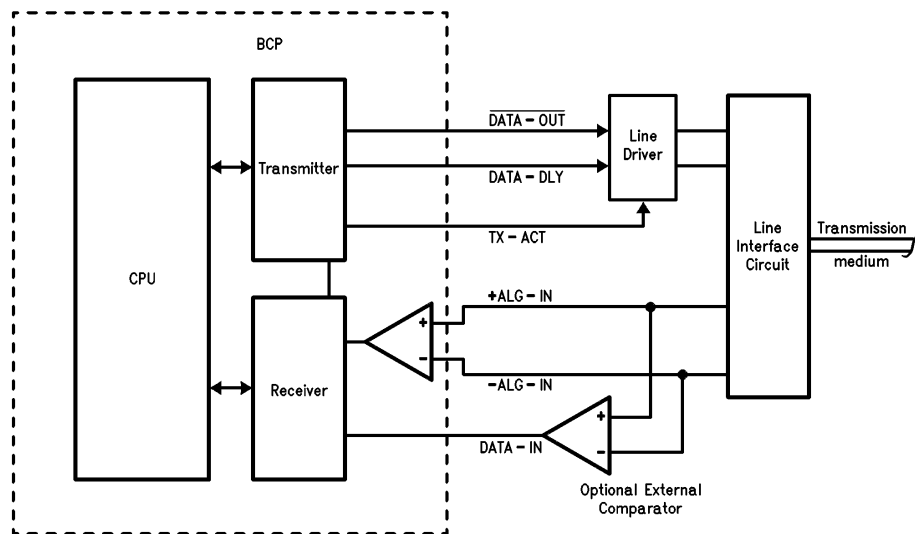 BCP
CPU
Transmitter
DATA – OUT
DATA – DLY
TX – ACT
Line
Driver
Line
Interface
Circuit
Transmission
medium
Receiver
+
−
+ALG – IN
−ALG – IN
DATA – IN
+
−
Optional External
Comparator